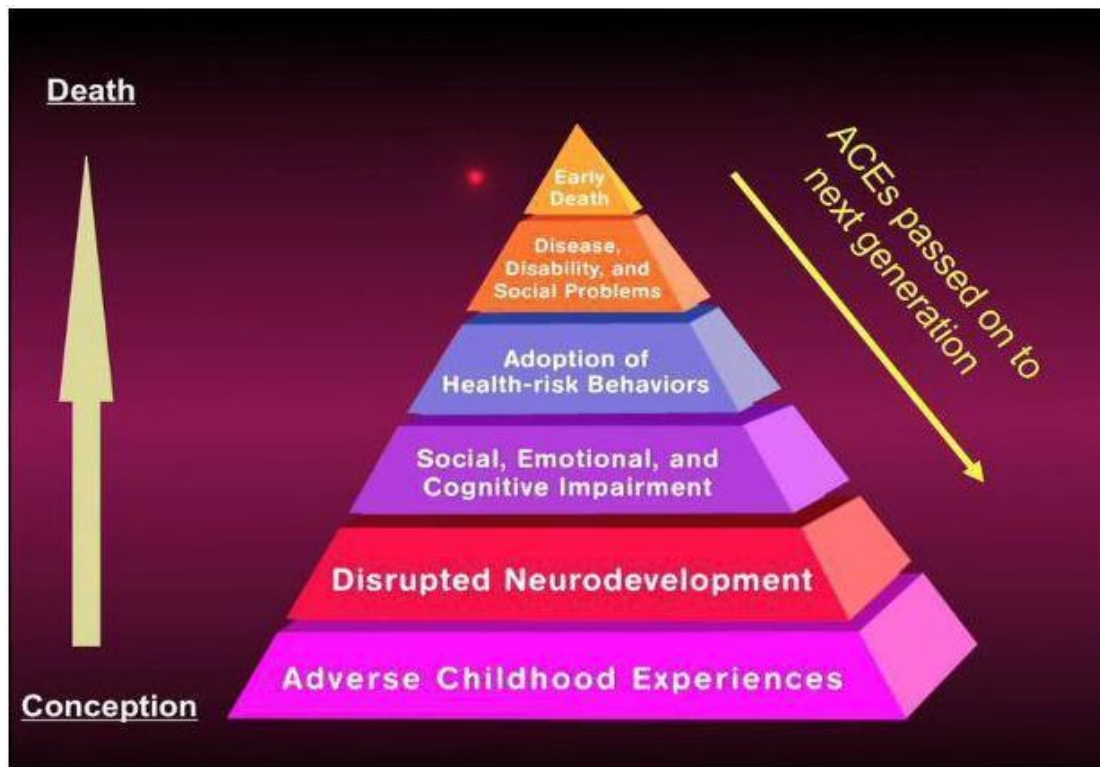 Death
Early
Death
Disease,
Disability, and
Social Problems
Adoption of
Health-risk Behaviors
Social, Emotional, and
Cognitive Impairment
Disrupted Neurodevelopment
Adverse Childhood Experiences
Conception
ACEs passed on to
next generation